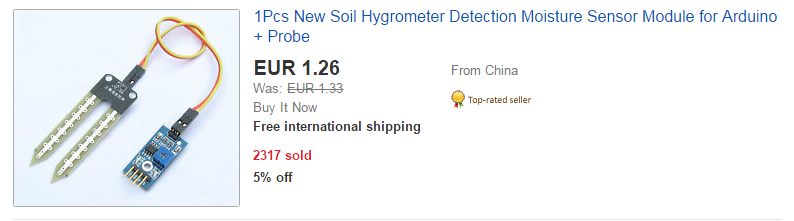 1Pcs New Soil Hygrometer Detection Moisture Sensor Module for Arduino
+ Probe
EUR 1.26
From China
Was: EUR 1.33
Top-rated seller
Buy It Now
Free international shipping
2317 sold
5% off